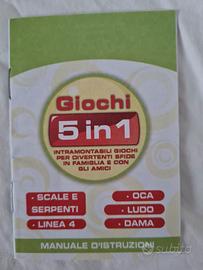 Giochi
5 in 1
INTRAMONTABILI GIOCHI
PER DIVERTENTI SFIDE
IN FAMIGLIA E CON
GLI AMICI
• SCALE E
SERPENTI
• LINEA 4
• OCA
• LUDO
• DAMA
MANUALE D'ISTRUZIONI
subito